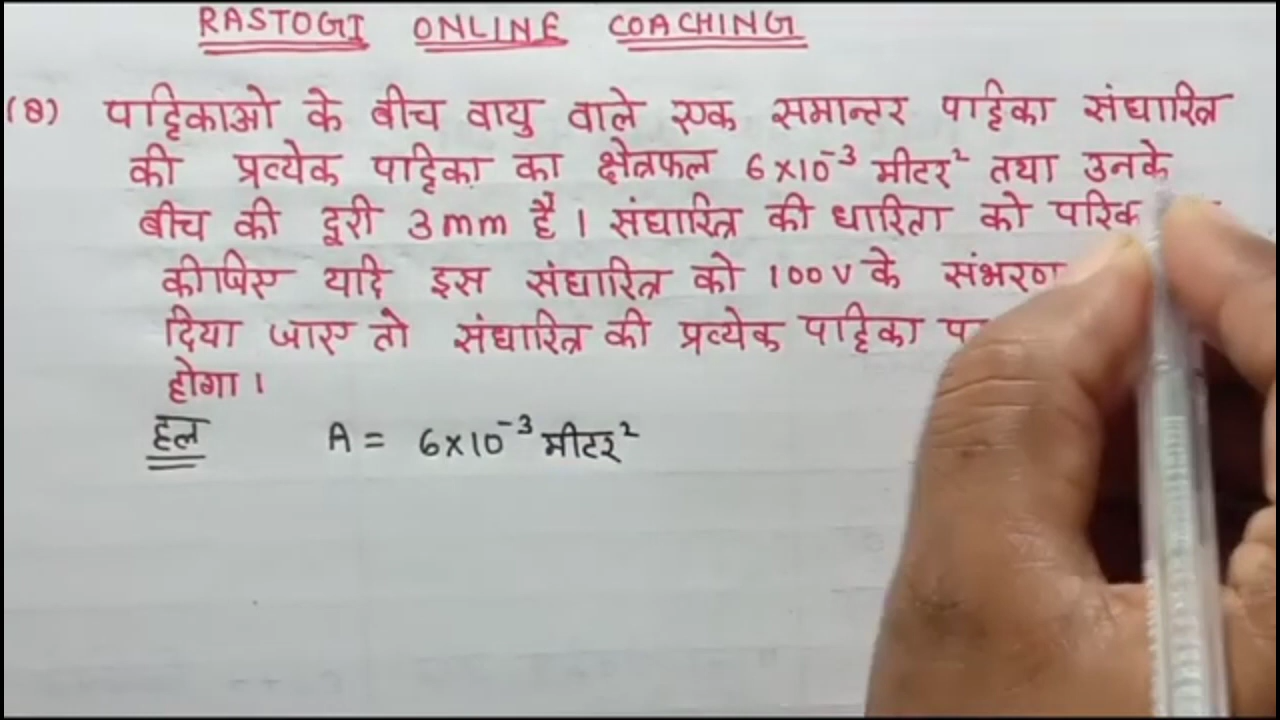 RASTOGI ONLINE COACHING
(8) पट्टिकाओ के बीच वायु वाले एक समान्तर पट्टिका संधारित्र
की प्रत्येक पट्टिका का क्षेत्रफल 6×10⁻³ मीटर² तथा उनके
बीच की दूरी 3mm है । संधारित्र की धारिता को परिक
कीजिए यदि इस संधारित्र को 100V के संभरण
दिया जाए तो संधारित्र की प्रत्येक पट्टिका
होगा ।
हल A = 6×10⁻³ मीटर²